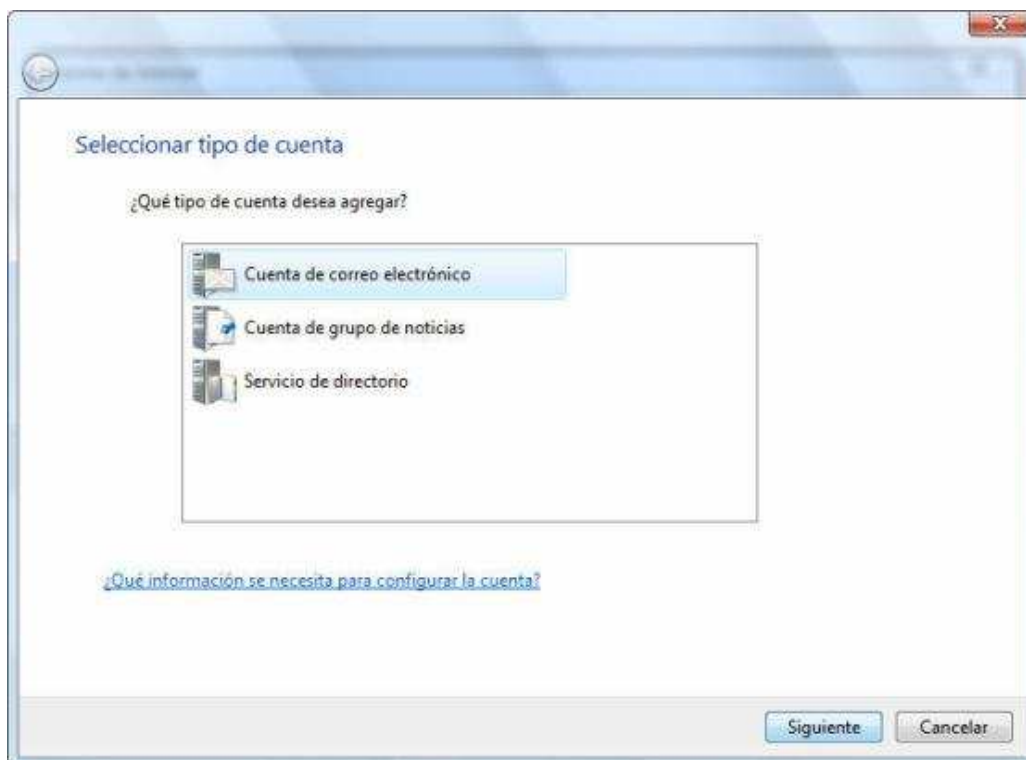 Seleccionar tipo de cuenta
¿Qué tipo de cuenta desea agregar?
Cuenta de correo electrónico
Cuenta de grupo de noticias
Servicio de directorio
¿Qué información se necesita para configurar la cuenta?
Siguiente
Cancelar